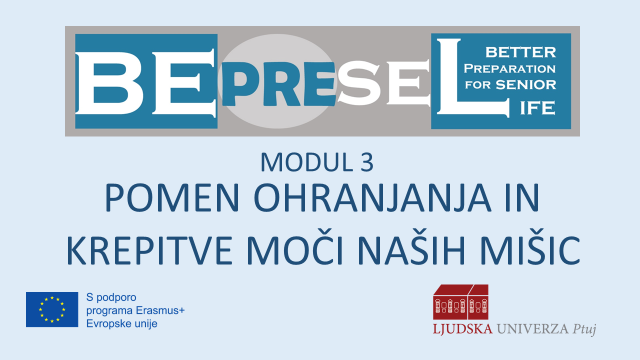 BEPRESEL
BETTER
PREPARATION
FOR SENIOR
LIFE
MODUL 3
POMEN OHRANJANJA IN
KREPITVE MOČI NAŠIH MIŠIC
S podporo
programa Erasmus+
Evropske unije
LJUDSKA UNIVERZA Ptuj